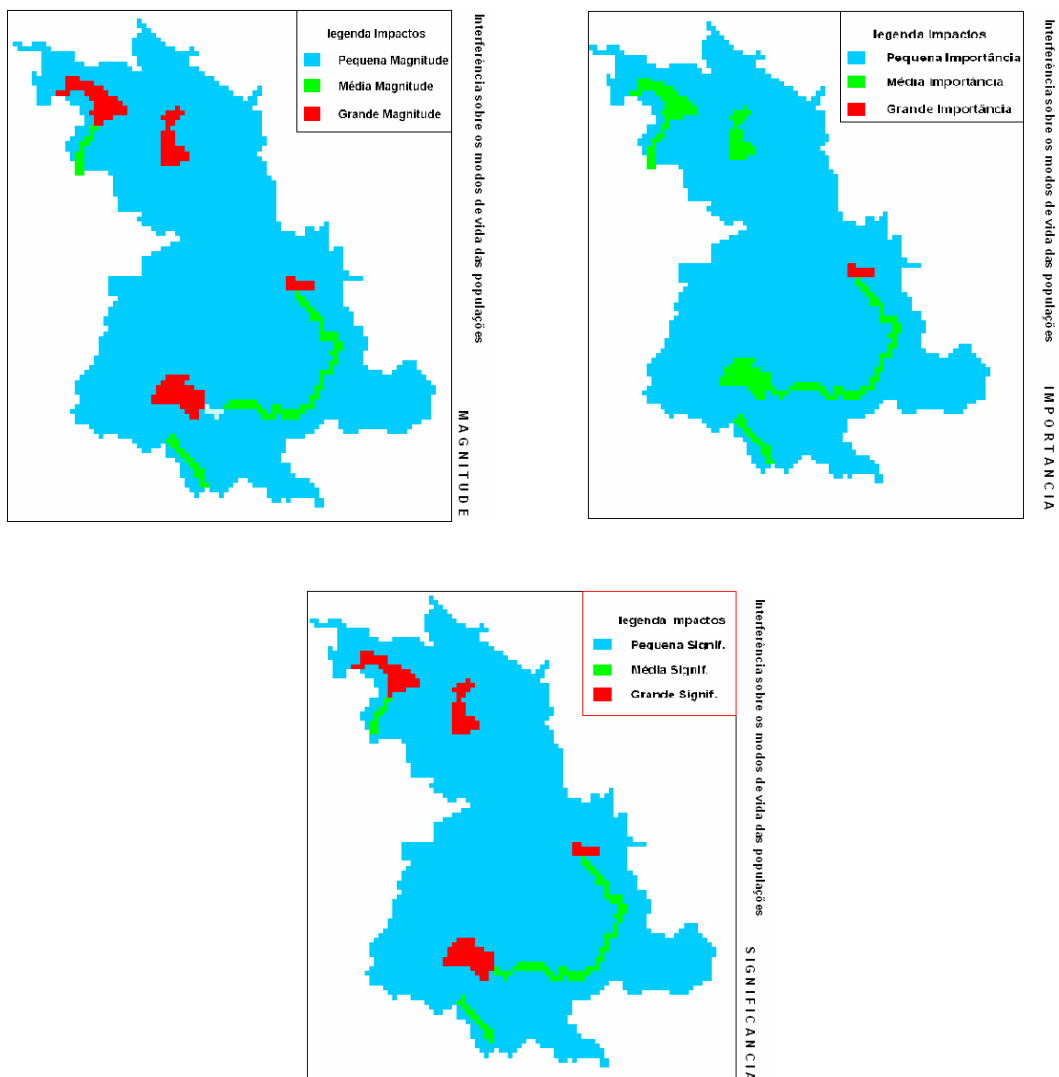 legenda Impactos
Pequena Magnitude
Média Magnitude
Grande Magnitude
Interferência sobre os modos de vida das populações
MAGNITUDE
legenda Impactos
Pequena Importância
Média Importância
Grande Importância
Interferência sobre os modos de vida das populações
IMPORTANCIA
legenda mpactos
Pequena Signif.
Média Signif.
Grande Signif.
Interferência sobre os modos de vida das populações
SIGNIFICANCIA